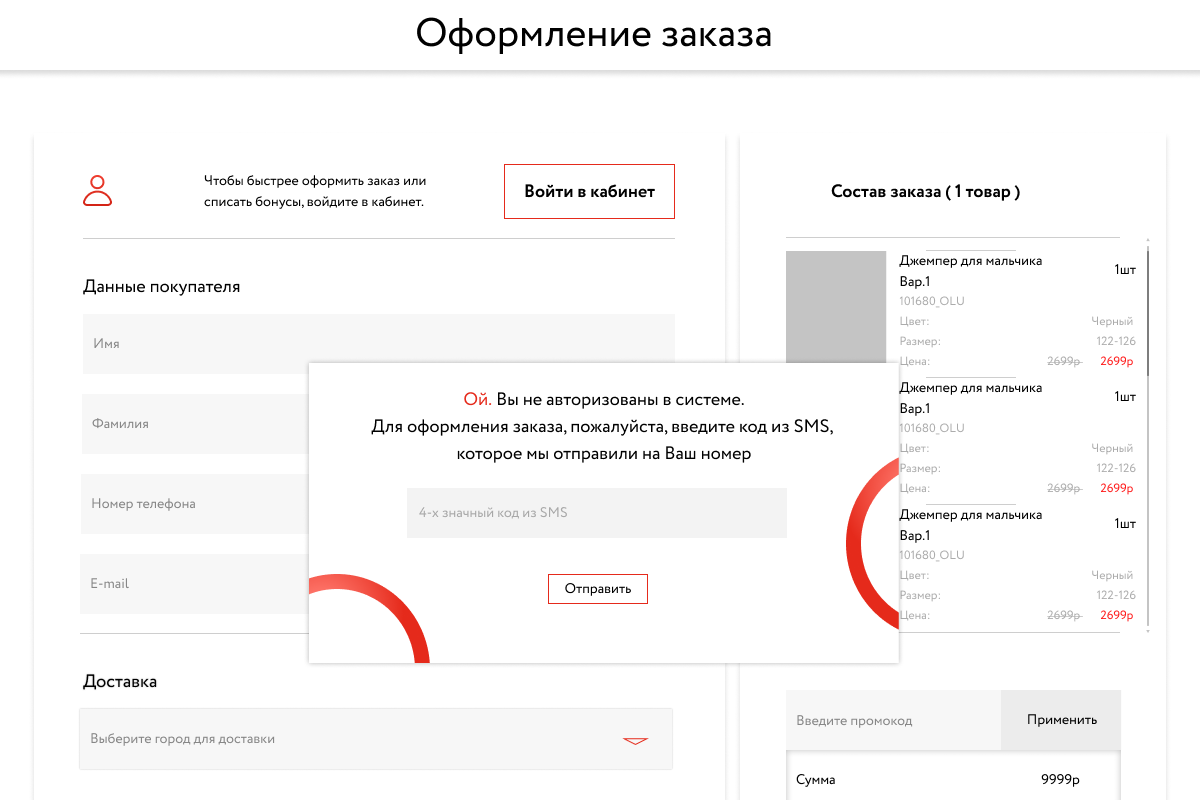 Оформление заказа
Чтобы быстрее оформить заказ или
списать бонусы, войдите в кабинет.
Войти в кабинет
Данные покупателя
Имя
Фамилия
Номер телефона
E-mail
Доставка
Выберите город для доставки
Ой. Вы не авторизованы в системе.
Для оформления заказа, пожалуйста, введите код из SMS,
которое мы отправили на Ваш номер
4-х значный код из SMS
Отправить
Состав заказа ( 1 товар )
Джемпер для мальчика
Вар.1
1шт
101680_OLU
Цвет: Черный
Размер: 122-126
Цена: 2699р 2699р
Джемпер для мальчика
Вар.1
1шт
101680_OLU
Цвет: Черный
Размер: 122-126
Цена: 2699р 2699р
Джемпер для мальчика
Вар.1
1шт
101680_OLU
Цвет: Черный
Размер: 122-126
Цена: 2699р 2699р
Введите промокод
Применить
Сумма 9999р